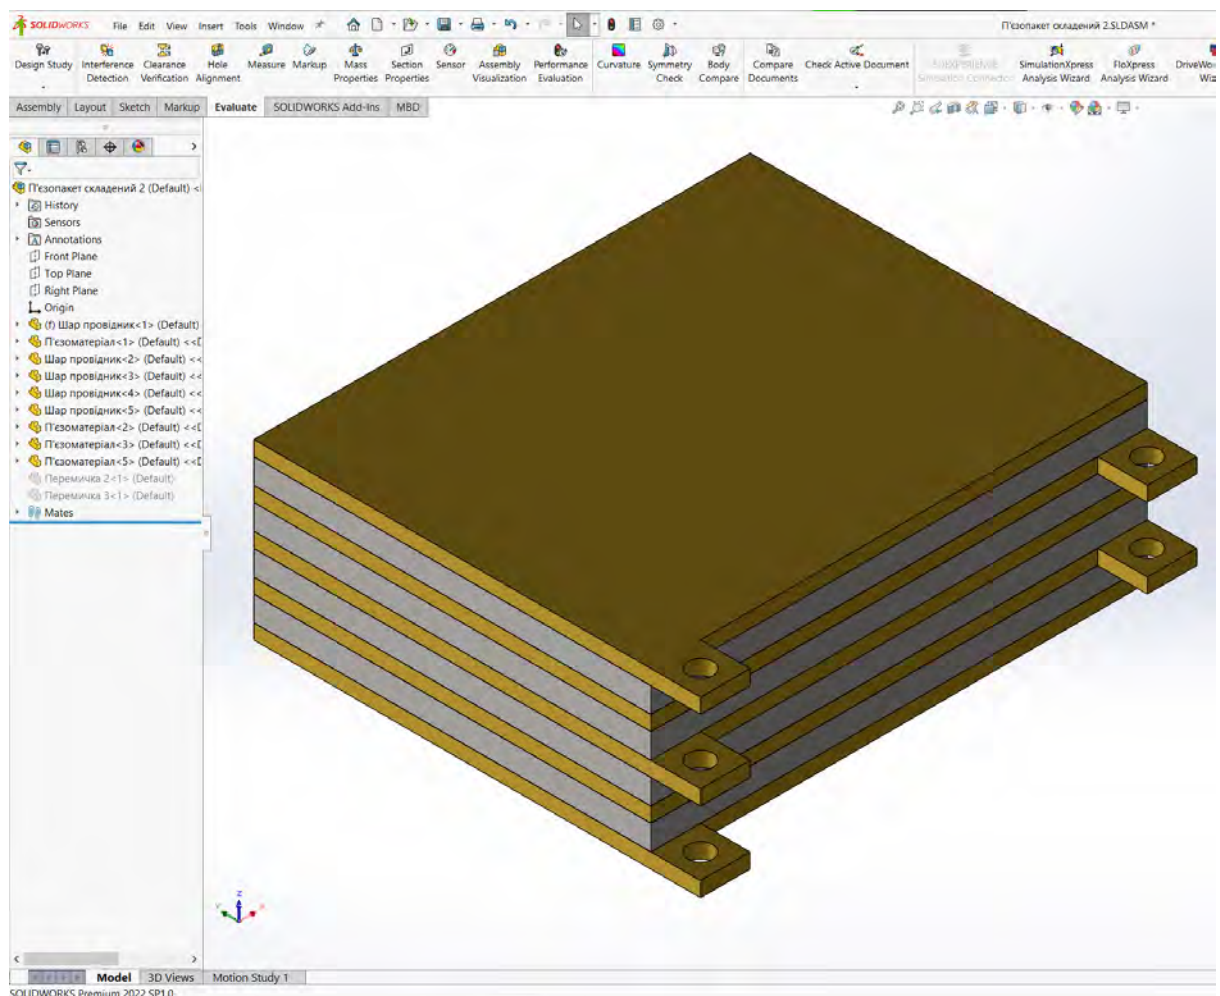 SOLIDWORKS File Edit View Insert Tools Window П'єзопакет складений 2.SLDASM *
Design Study Interference Detection Clearance Verification Hole Alignment Measure Markup Mass Properties Section Properties Sensor Assembly Visualization Performance Evaluation Curvature Symmetry Check Body Compare Compare Documents Check Active Document SimulationXpress Analysis Wizard FloXpress Analysis Wizard DriveWo Wiz
Assembly Layout Sketch Markup Evaluate SOLIDWORKS Add-Ins MBD
П'єзопакет складений 2 (Default) <
History
Sensors
Annotations
Front Plane
Top Plane
Right Plane
Origin
(f) Шар провідник<1> (Default)
П'єзоматеріал<1> (Default) <<D
Шар провідник<2> (Default) <<
Шар провідник<3> (Default) <<
Шар провідник<4> (Default) <<
Шар провідник<5> (Default) <<
П'єзоматеріал<2> (Default) <<D
П'єзоматеріал<3> (Default) <<D
П'єзоматеріал<5> (Default) <<D
Перемичка 2<1> (Default)
Перемичка 3<1> (Default)
Mates
Z
Y X
Model 3D Views Motion Study 1
SOLIDWORKS Premium 2022 SP1.0